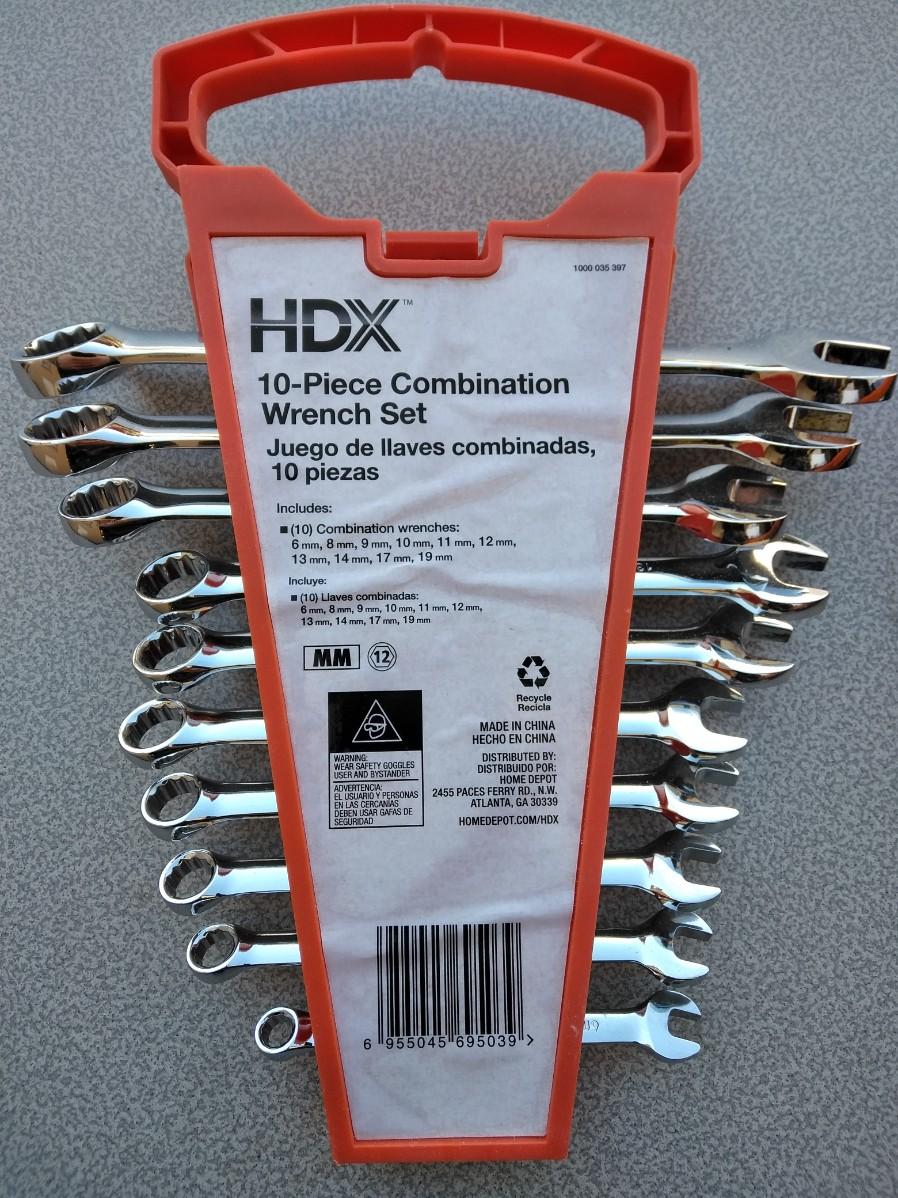 1000 035 397
HDX™
10-Piece Combination
Wrench Set
Juego de llaves combinadas,
10 piezas
Includes:
■ (10) Combination wrenches:
6 mm, 8 mm, 9 mm, 10 mm, 11 mm, 12 mm,
13 mm, 14 mm, 17 mm, 19 mm
Incluye:
■ (10) Llaves combinadas:
6 mm, 8 mm, 9 mm, 10 mm, 11 mm, 12 mm,
13 mm, 14 mm, 17 mm, 19 mm
MM 12
Recycle
Recicla
WARNING:
WEAR SAFETY GOGGLES
USER AND BYSTANDER
ADVERTENCIA:
EL USUARIO Y PERSONAS
EN LAS CERCANÍAS
DEBEN USAR GAFAS DE
SEGURIDAD
MADE IN CHINA
HECHO EN CHINA
DISTRIBUTED BY:
DISTRIBUIDO POR:
HOME DEPOT
2455 PACES FERRY RD., N.W.
ATLANTA, GA 30339
HOMEDEPOT.COM/HDX
6 955045 695039 >